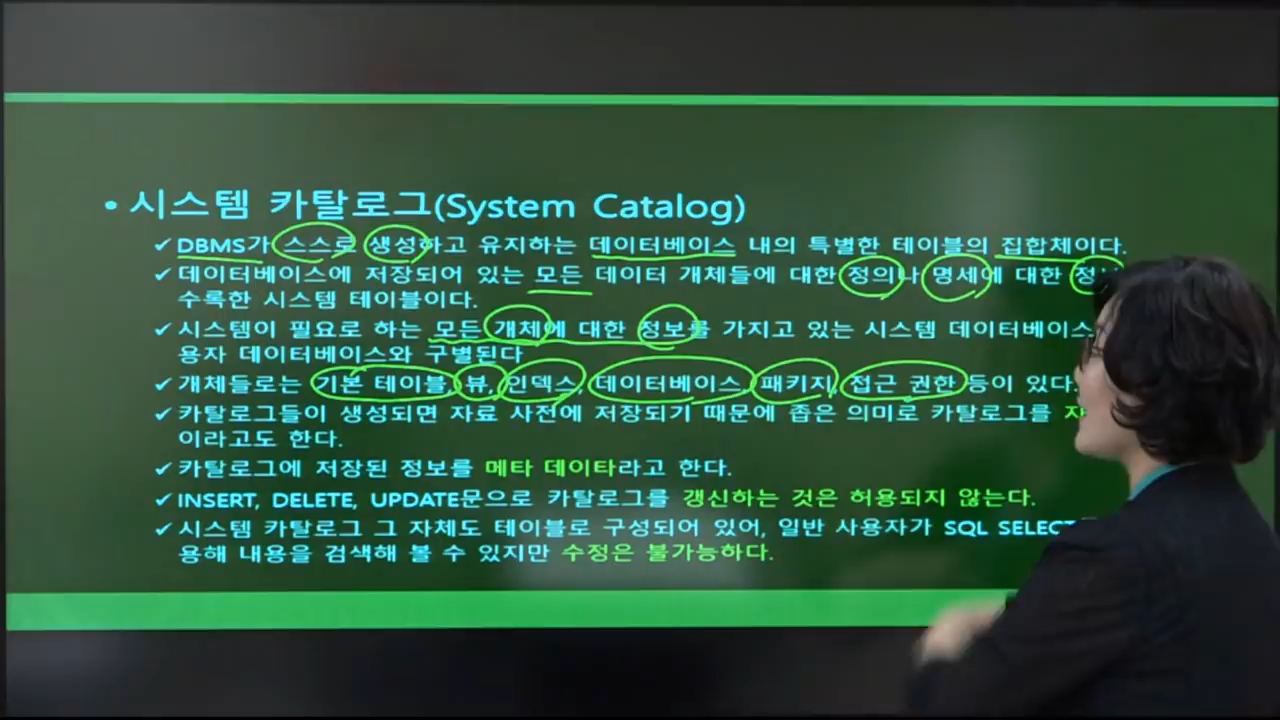 • 시스템 카탈로그(System Catalog)
✓ DBMS가 스스로 생성하고 유지하는 데이터베이스 내의 특별한 테이블의 집합체이다.
✓ 데이터베이스에 저장되어 있는 모든 데이터 개체들에 대한 정의나 명세에 대한
수록한 시스템 테이블이다.
✓ 시스템이 필요로 하는 모든 개체에 대한 정보를 가지고 있는 시스템 데이터베이스
용자 데이터베이스와 구별된다
✓ 개체들로는 기본 테이블, 뷰, 인덱스, 데이터베이스, 패키지, 접근 권한 등이 있다.
✓ 카탈로그들이 생성되면 자료 사전에 저장되기 때문에 좁은 의미로 카탈로그를
이라고도 한다.
✓ 카탈로그에 저장된 정보를 메타 데이타라고 한다.
✓ INSERT, DELETE, UPDATE문으로 카탈로그를 갱신하는 것은 허용되지 않는다.
✓ 시스템 카탈로그 그 자체도 테이블로 구성되어 있어, 일반 사용자가 SQL SELECT
용해 내용을 검색해 볼 수 있지만 수정은 불가능하다.